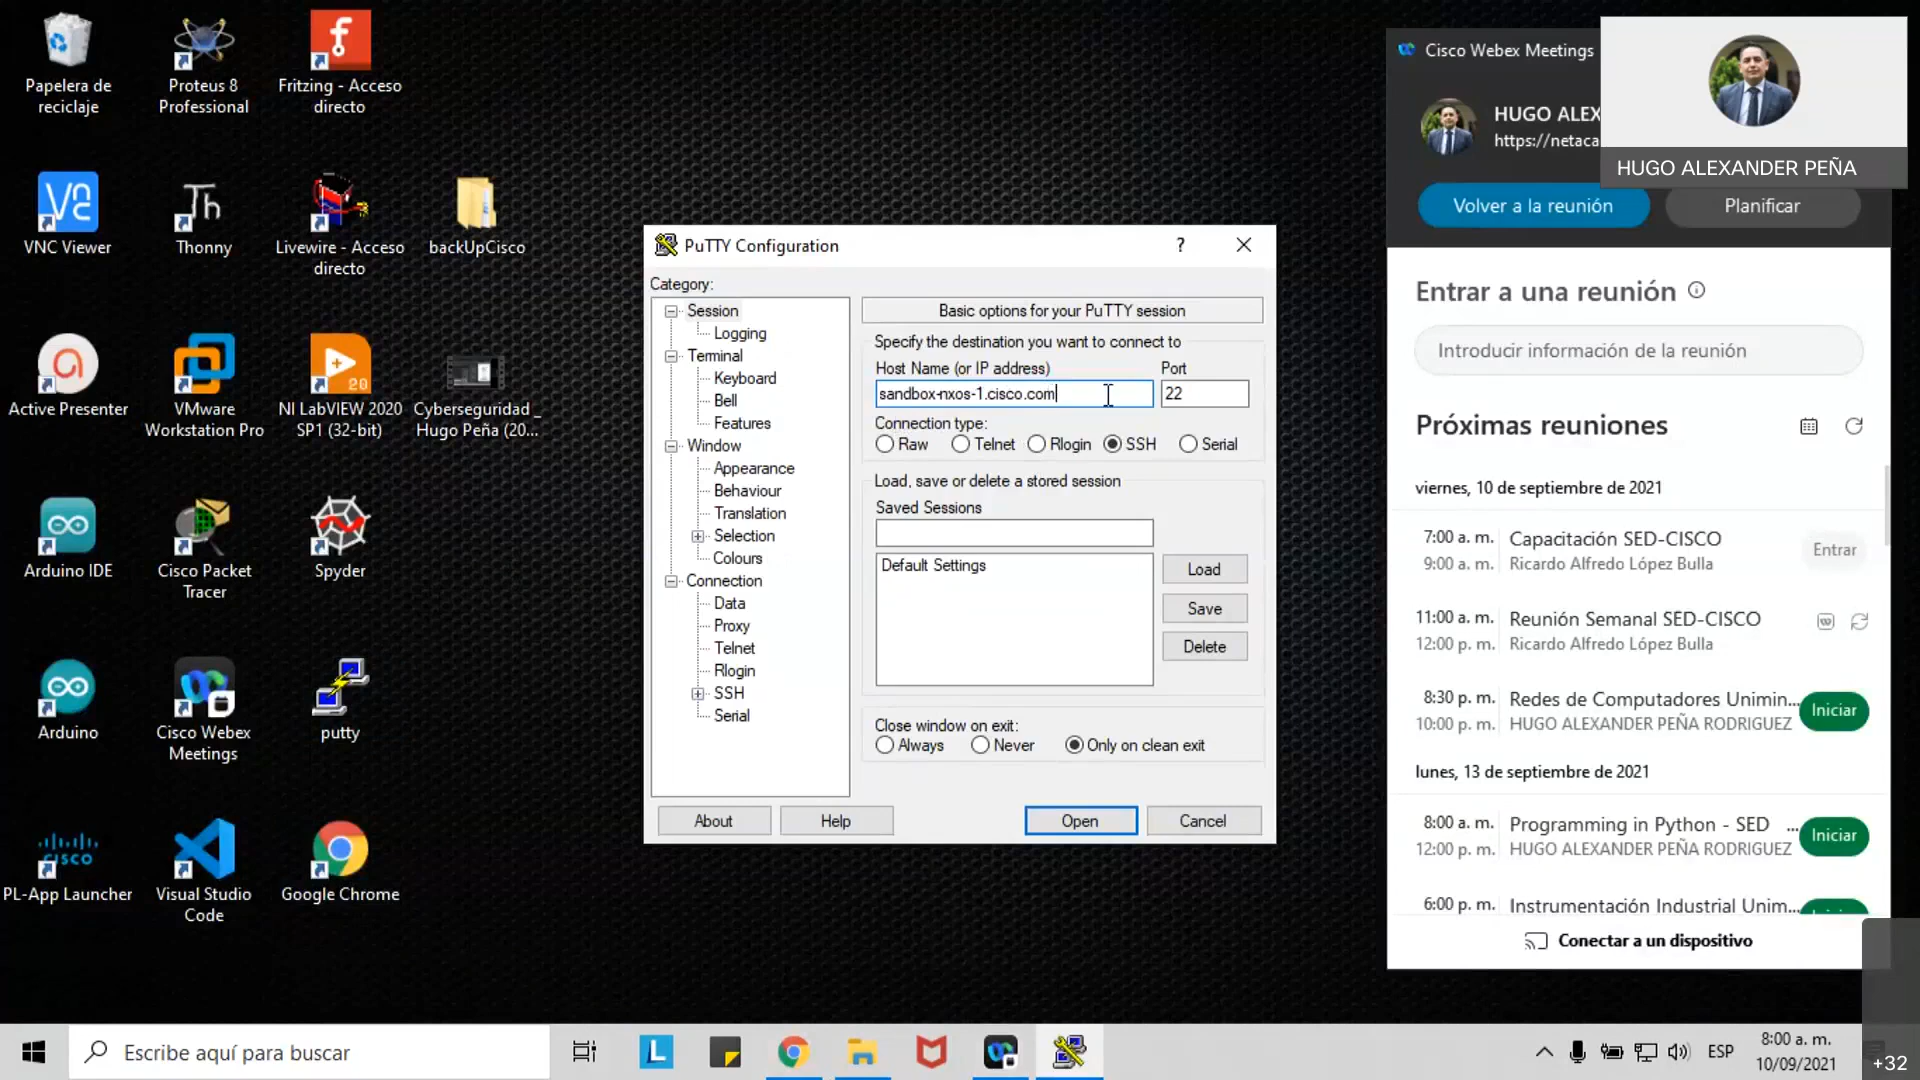 Papelera de
reciclaje
Proteus 8
Professional
Fritzing - Acceso
directo
VNC Viewer
Thonny
Livewire - Acceso
directo
backUpCisco
Active Presenter
VMware
Workstation Pro
NI LabVIEW 2020
SP1 (32-bit)
Cyberseguridad _
Hugo Peña (20...
Arduino IDE
Cisco Packet
Tracer
Spyder
Arduino
Cisco Webex
Meetings
putty
PL-App Launcher
Visual Studio
Code
Google Chrome
PuTTY Configuration
?
Category:
Session
Logging
Terminal
Keyboard
Bell
Features
Window
Appearance
Behaviour
Translation
Selection
Colours
Connection
Data
Proxy
Telnet
Rlogin
SSH
Serial
Basic options for your PuTTY session
Specify the destination you want to connect to
Host Name (or IP address) Port
sandbox-nxos-1.cisco.com 22
Connection type:
Raw Telnet Rlogin SSH Serial
Load, save or delete a stored session
Saved Sessions
Default Settings
Load
Save
Delete
Close window on exit:
Always Never Only on clean exit
About Help Open Cancel
Cisco Webex Meetings
HUGO ALEX
https://netaca
HUGO ALEXANDER PEÑA
Volver a la reunión Planificar
Entrar a una reunión
Introducir información de la reunión
Próximas reuniones
viernes, 10 de septiembre de 2021
7:00 a. m. Capacitación SED-CISCO
9:00 a. m. Ricardo Alfredo López Bulla
Entrar
11:00 a. m. Reunión Semanal SED-CISCO
12:00 p. m. Ricardo Alfredo López Bulla
8:30 p. m. Redes de Computadores Unimin...
10:00 p. m. HUGO ALEXANDER PEÑA RODRIGUEZ
Iniciar
lunes, 13 de septiembre de 2021
8:00 a. m. Programming in Python - SED ...
12:00 p. m. HUGO ALEXANDER PEÑA RODRIGUEZ
Iniciar
6:00 p. m. Instrumentación Industrial Unim...
Conectar a un dispositivo
Escribe aquí para buscar
ESP
8:00 a. m.
10/09/2021
+32